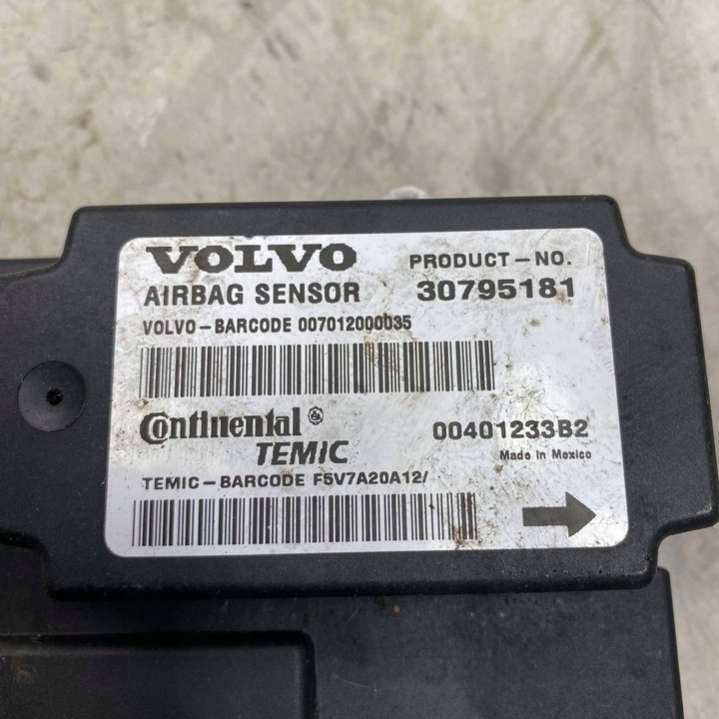 VOLVO PRODUCT-NO.
AIRBAG SENSOR 30795181
VOLVO-BARCODE 007012000035
Continental ®
TEMIC 00401233B2
Made in Mexico
TEMIC-BARCODE F5V7A20A12/